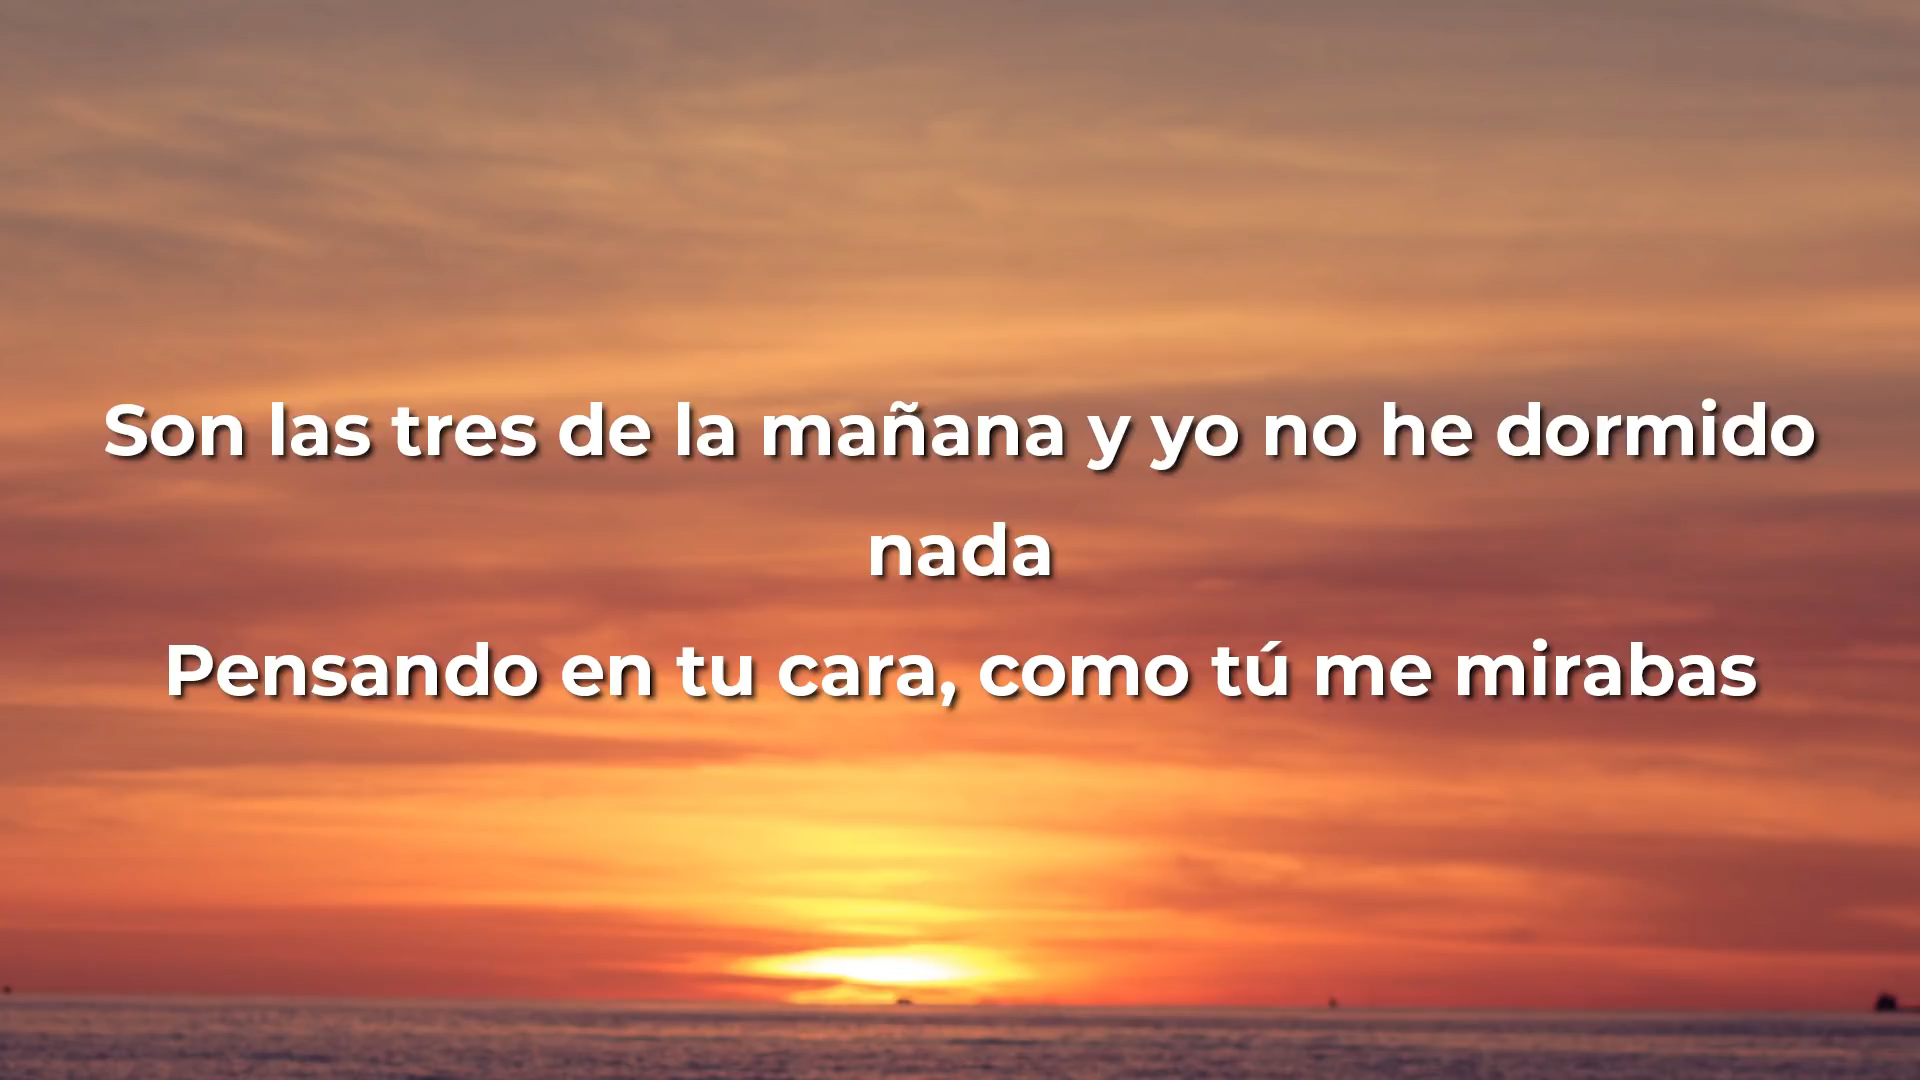 Son las tres de la mañana y yo no he dormido
nada
Pensando en tu cara, como tú me mirabas